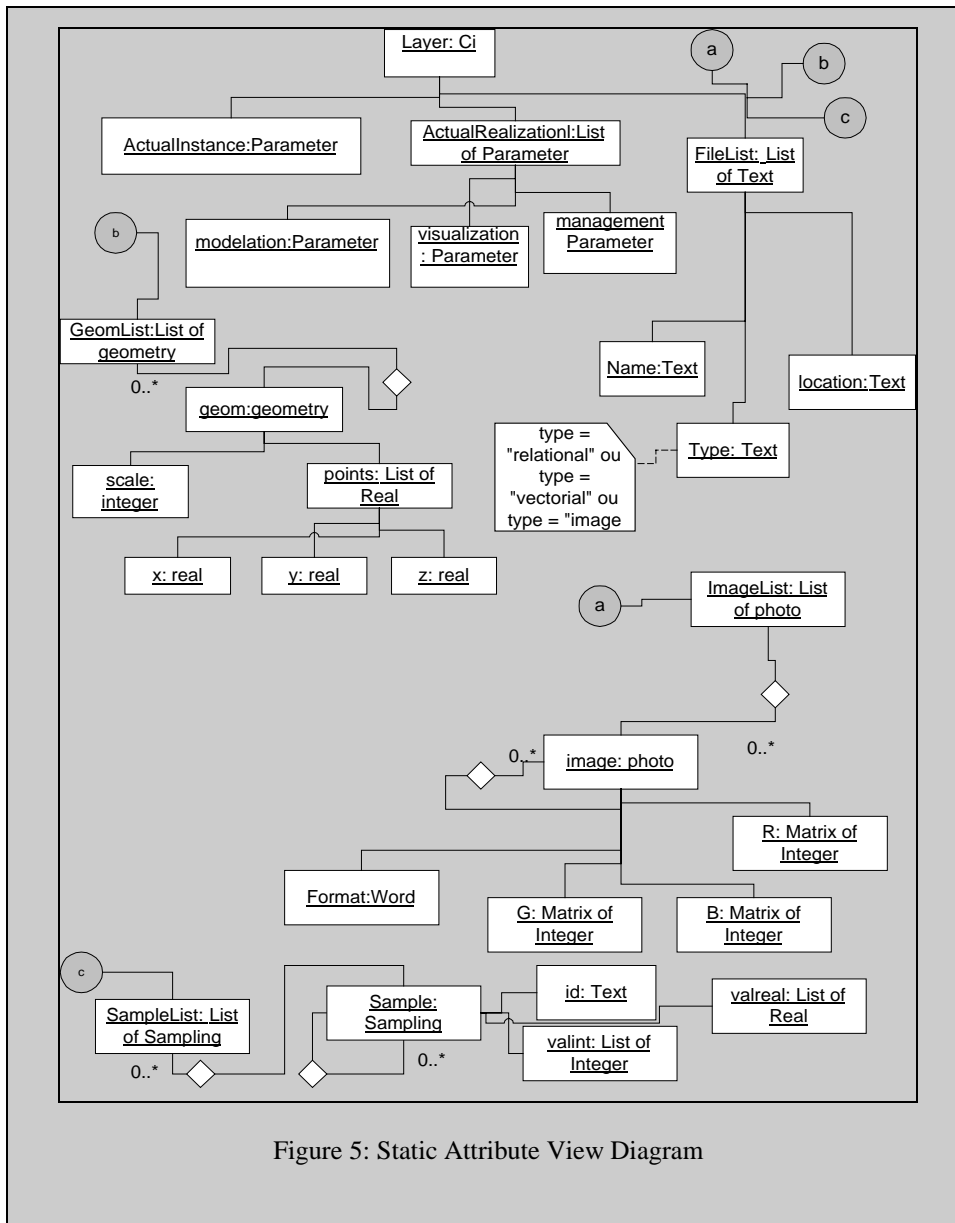 Layer: Ci
a
b
c
ActualInstance:Parameter
ActualRealizationl:List
of Parameter
FileList: List
of Text
b
modelation:Parameter
visualization
: Parameter
management
Parameter
GeomList:List of
geometry
0..*
geom:geometry
Name:Text
location:Text
scale:
integer
points: List of
Real
type =
"relational" ou
type =
"vectorial" ou
type = "image
Type: Text
x: real
y: real
z: real
a
ImageList: List
of photo
0..*
image: photo
0..*
R: Matrix of
Integer
Format:Word
G: Matrix of
Integer
B: Matrix of
Integer
c
SampleList: List
of Sampling
0..*
Sample:
Sampling
0..*
id: Text
valint: List of
Integer
valreal: List of
Real
Figure 5: Static Attribute View Diagram